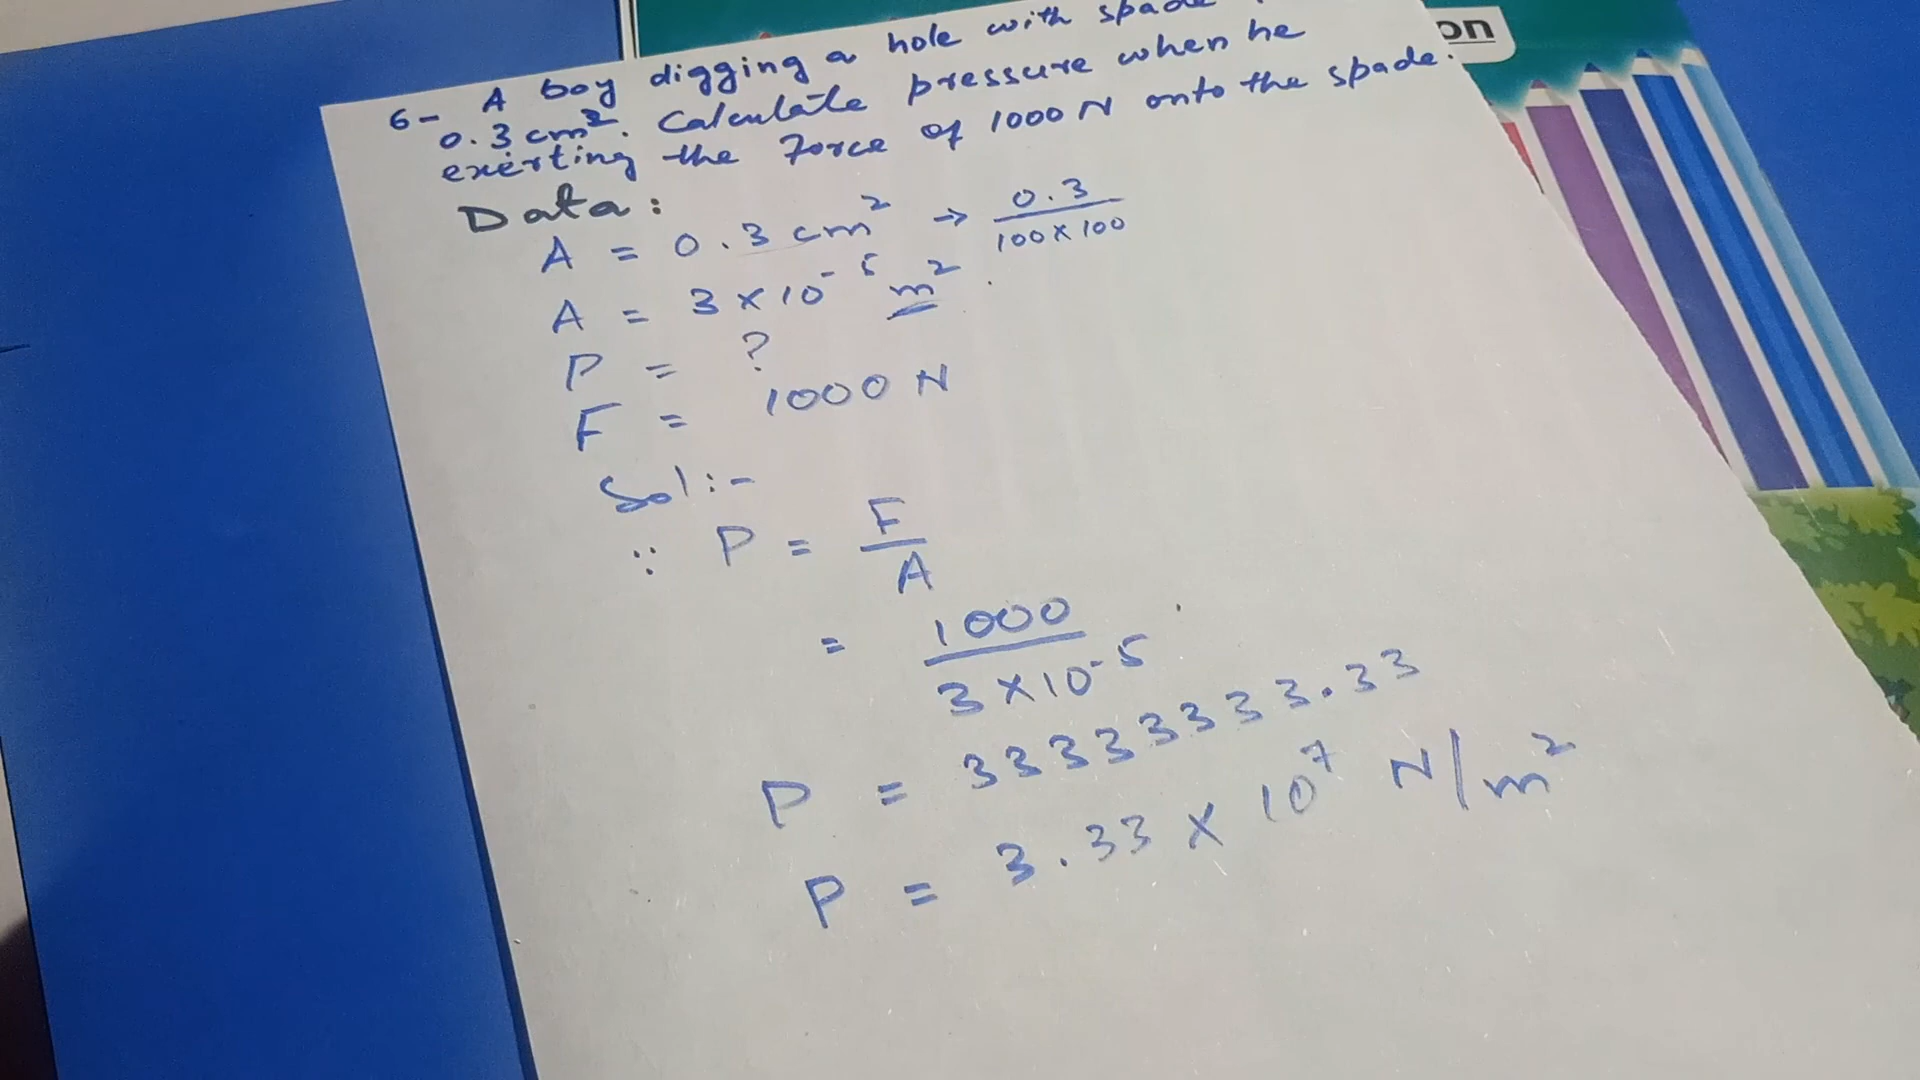 6- A boy digging a hole with spade
0.3 cm². Calculate pressure when he
exerting the Force of 1000 N onto the spade.
Data:
A = 0.3 cm² → 0.3 / 100 × 100
A = 3 × 10⁻⁵ m²
P = ?
F = 1000 N
Sol:-
∵ P = F / A
= 1000 / 3 × 10⁻⁵
P = 33333333.33
P = 3.33 × 10⁷ N/m²
on